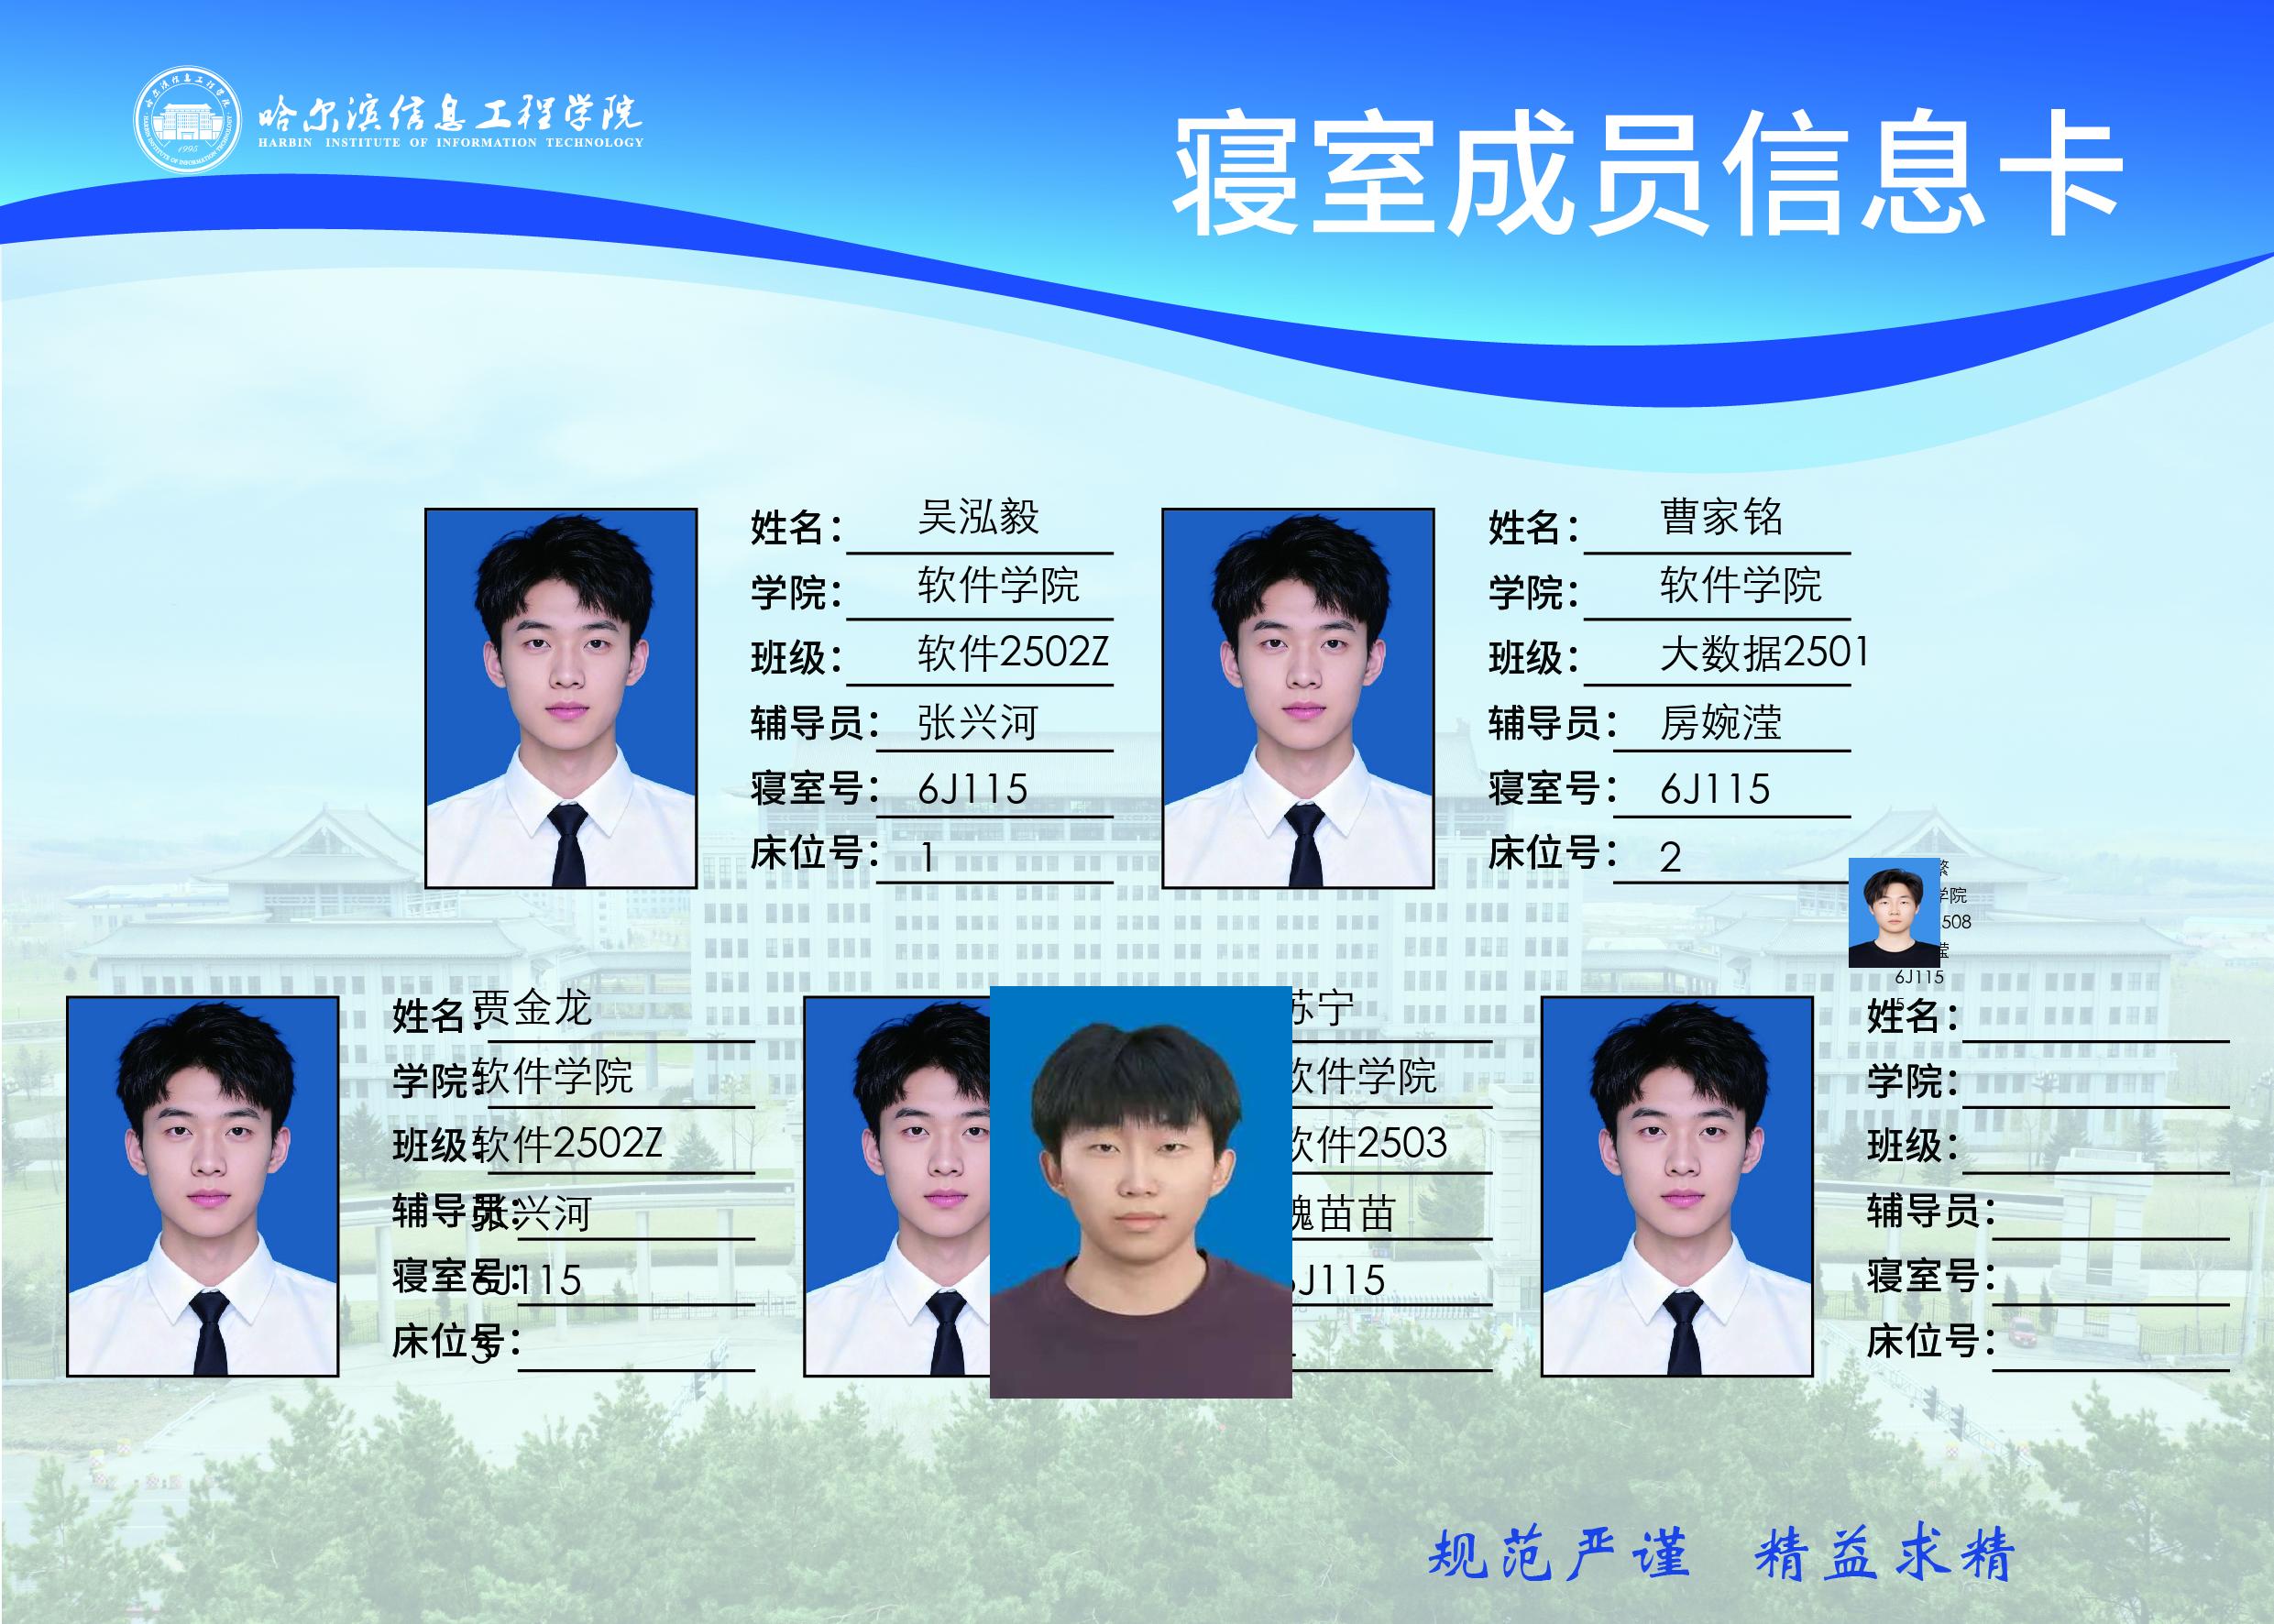 哈尔滨信息工程学院
HARBIN INSTITUTE OF INFORMATION TECHNOLOGY
1995
寝室成员信息卡
姓名： 吴泓毅
学院： 软件学院
班级： 软件2502Z
辅导员： 张兴河
寝室号： 6J115
床位号： 1
姓名： 曹家铭
学院： 软件学院
班级： 大数据2501
辅导员： 房婉滢
寝室号： 6J115
床位号： 2
学院
508
滢
6J115
姓名： 贾金龙
学院： 软件学院
班级： 软件2502Z
辅导员： 张兴河
寝室号： 6J115
床位号： 3
苏宁
软件学院
软件2503
魏苗苗
6J115
姓名：
学院：
班级：
辅导员：
寝室号：
床位号：
规范严谨 精益求精